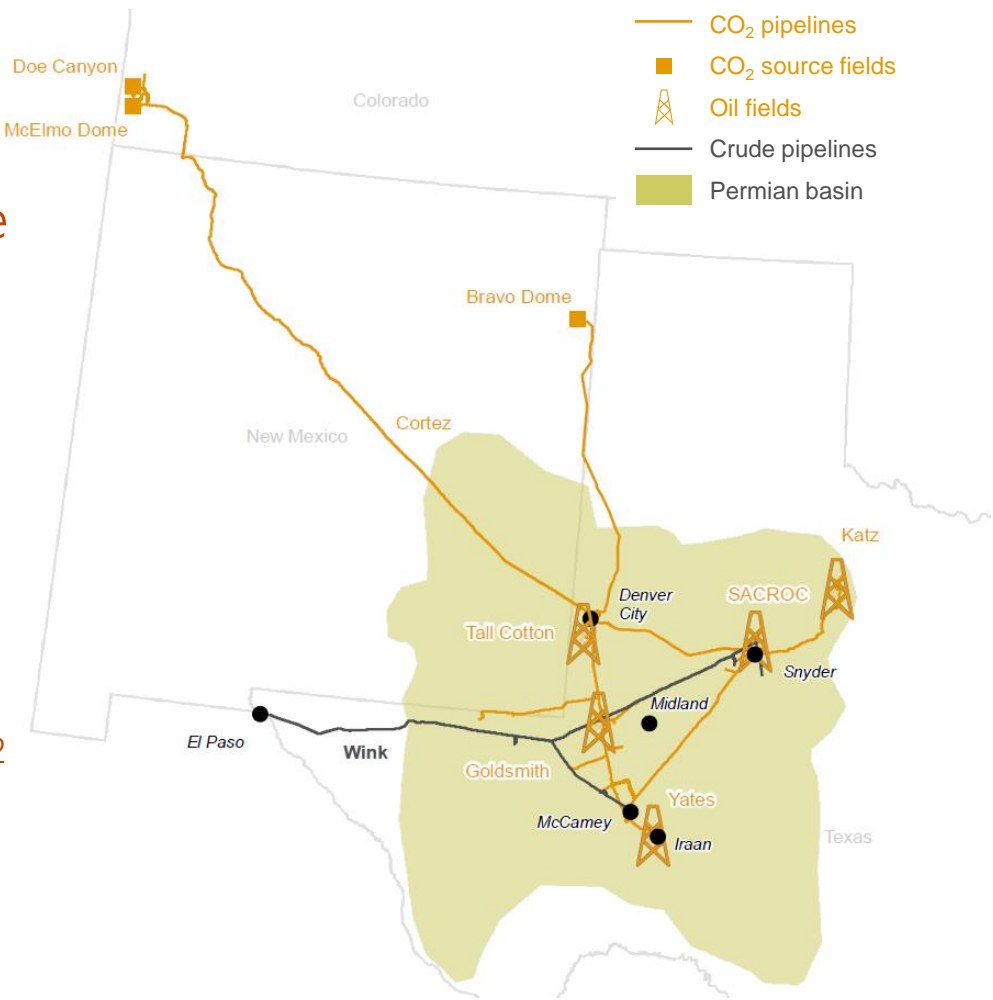 CO₂ pipelines
CO₂ source fields
Oil fields
Crude pipelines
Permian basin
Doe Canyon
McElmo Dome
Colorado
e
Bravo Dome
Cortez
New Mexico
Katz
SACROC
Denver
City
Tall Cotton
Snyder
Midland
El Paso
Wink
Goldsmith
2
Yates
McCamey
Iraan
Texas